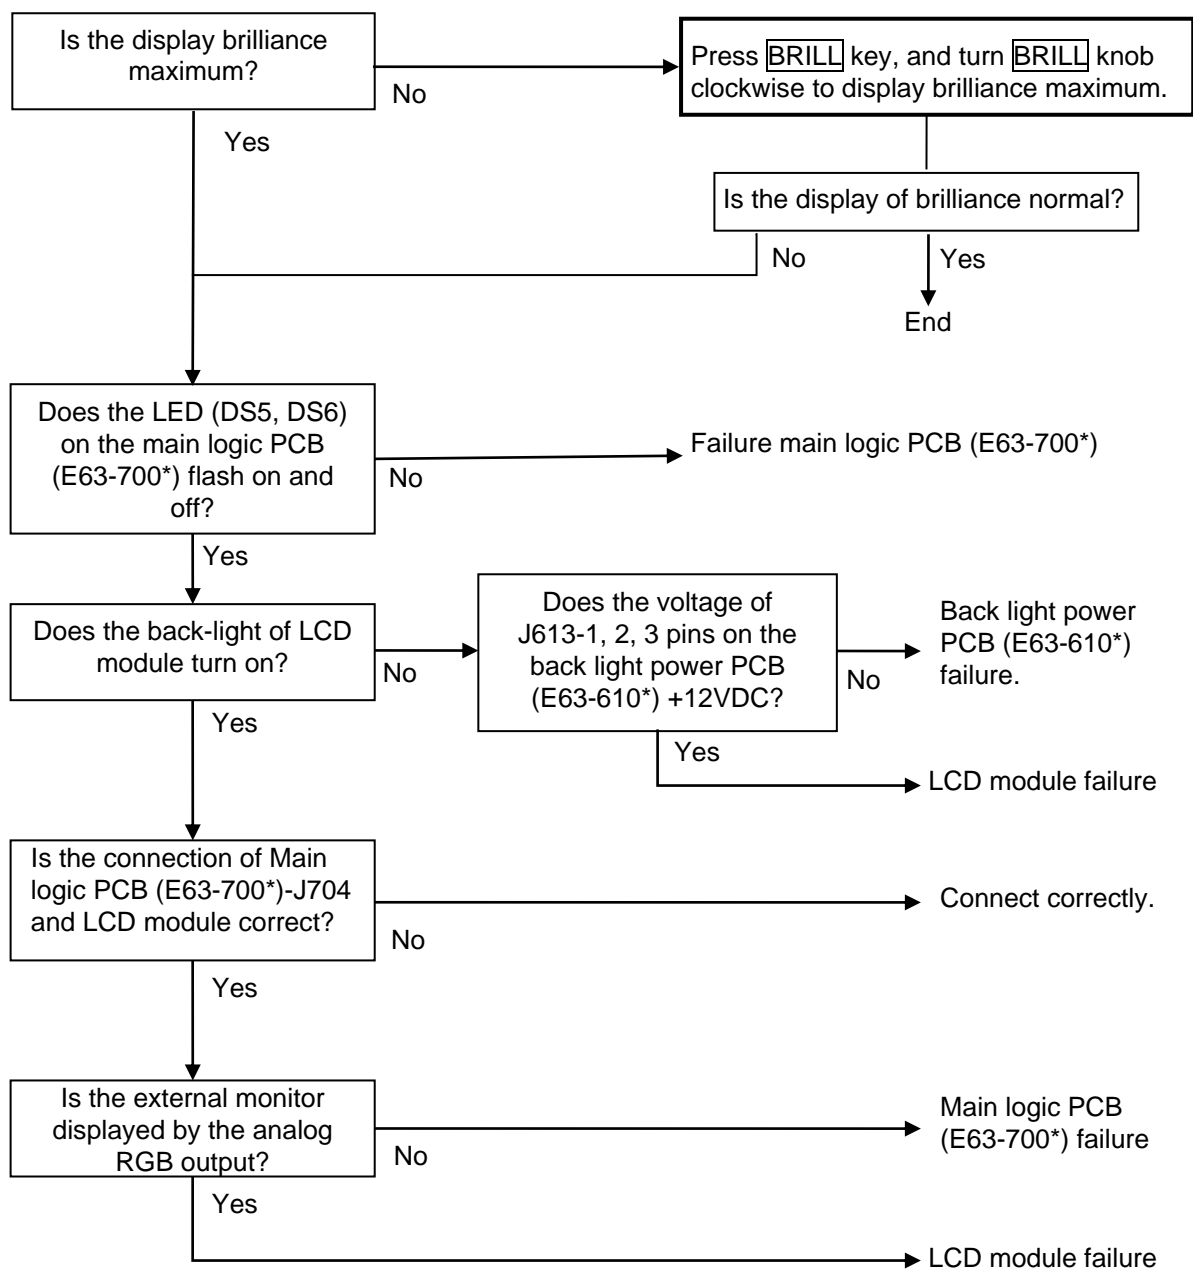 Is the display brilliance
maximum?
No
Press BRILL key, and turn BRILL knob
clockwise to display brilliance maximum.
Yes
Is the display of brilliance normal?
No
Yes
End
Does the LED (DS5, DS6)
on the main logic PCB
(E63-700*) flash on and
off?
No
Failure main logic PCB (E63-700*)
Yes
Does the back-light of LCD
module turn on?
No
Does the voltage of
J613-1, 2, 3 pins on the
back light power PCB
(E63-610*) +12VDC?
No
Back light power
PCB (E63-610*)
failure.
Yes
LCD module failure
Yes
Is the connection of Main
logic PCB (E63-700*)-J704
and LCD module correct?
No
Connect correctly.
Yes
Is the external monitor
displayed by the analog
RGB output?
No
Main logic PCB
(E63-700*) failure
Yes
LCD module failure